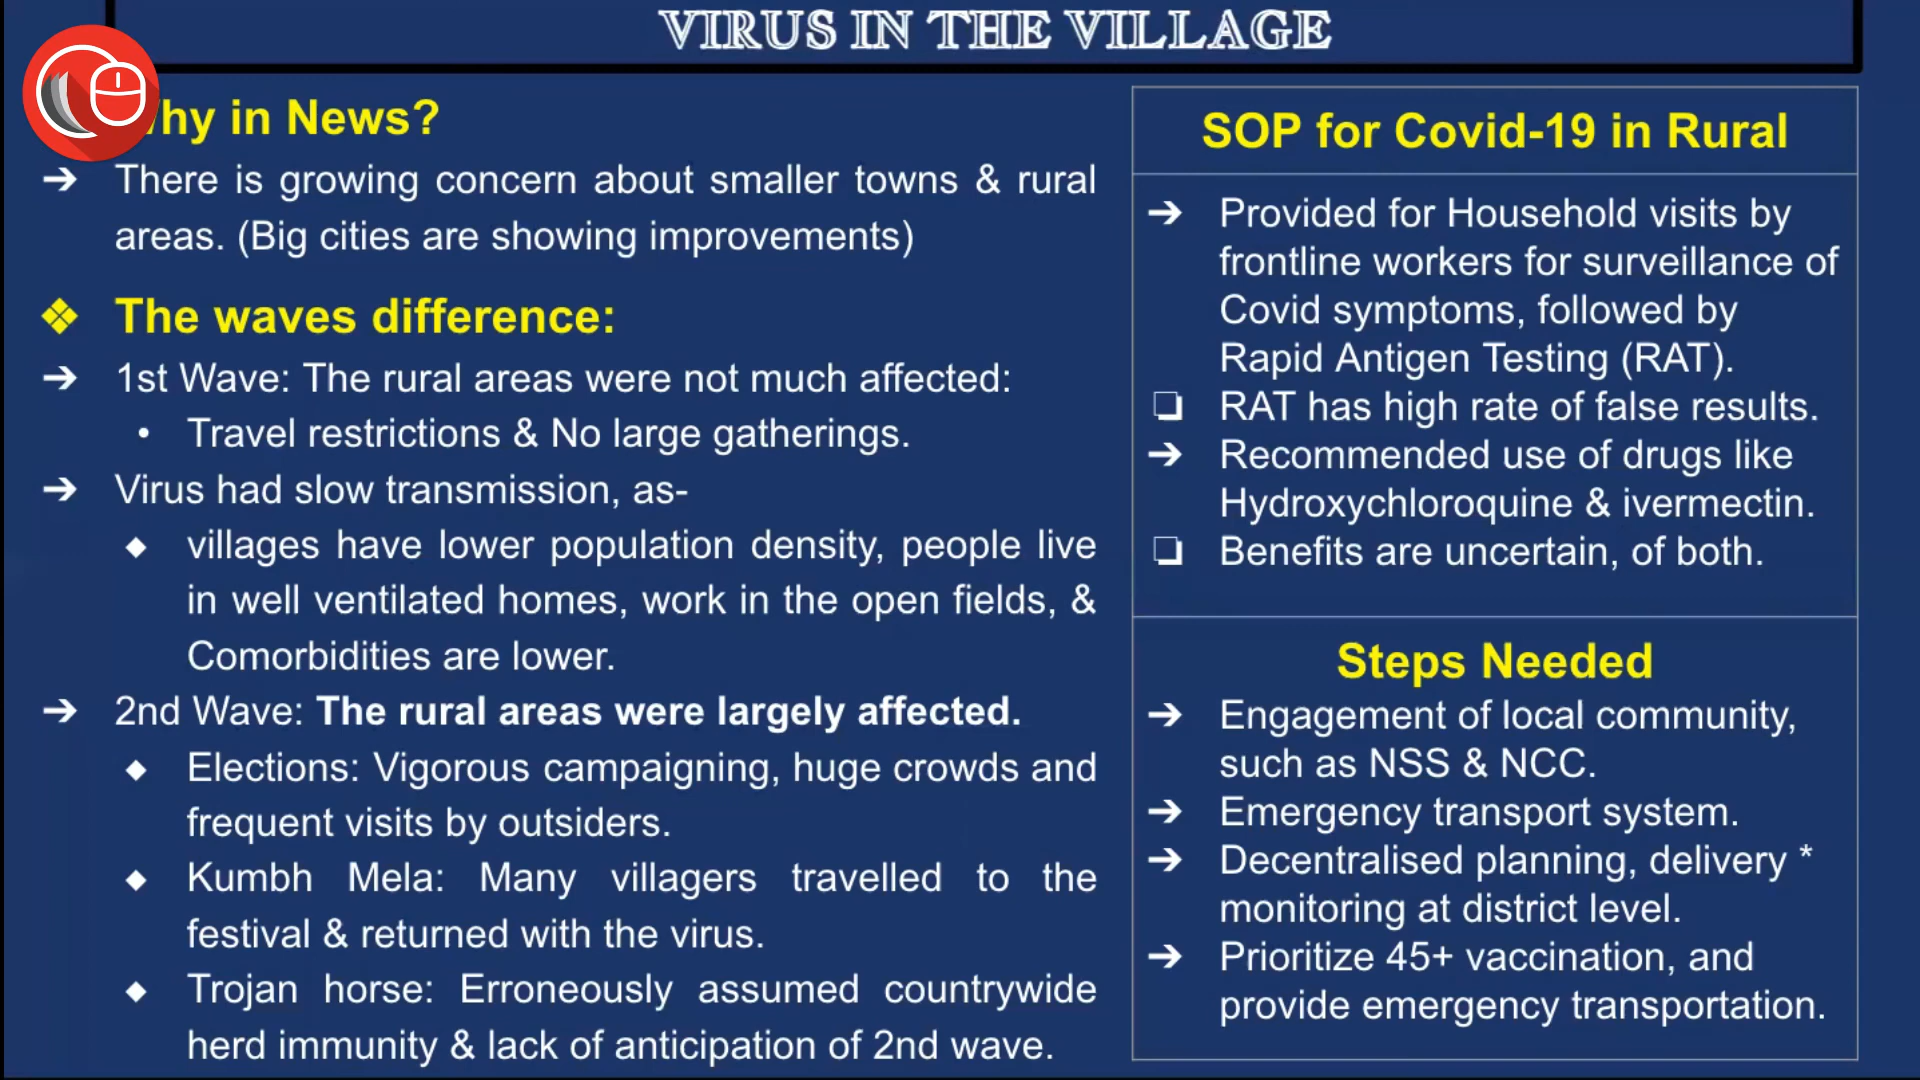 VIRUS IN THE VILLAGE
hy in News?
➔ There is growing concern about smaller towns & rural
areas. (Big cities are showing improvements)
❖ The waves difference:
➔ 1st Wave: The rural areas were not much affected:
• Travel restrictions & No large gatherings.
➔ Virus had slow transmission, as-
◆ villages have lower population density, people live
in well ventilated homes, work in the open fields, &
Comorbidities are lower.
➔ 2nd Wave: The rural areas were largely affected.
◆ Elections: Vigorous campaigning, huge crowds and
frequent visits by outsiders.
◆ Kumbh Mela: Many villagers travelled to the
festival & returned with the virus.
◆ Trojan horse: Erroneously assumed countrywide
herd immunity & lack of anticipation of 2nd wave.
SOP for Covid-19 in Rural
➔ Provided for Household visits by
frontline workers for surveillance of
Covid symptoms, followed by
Rapid Antigen Testing (RAT).
❏ RAT has high rate of false results.
➔ Recommended use of drugs like
Hydroxychloroquine & ivermectin.
❏ Benefits are uncertain, of both.
Steps Needed
➔ Engagement of local community,
such as NSS & NCC.
➔ Emergency transport system.
➔ Decentralised planning, delivery *
monitoring at district level.
➔ Prioritize 45+ vaccination, and
provide emergency transportation.